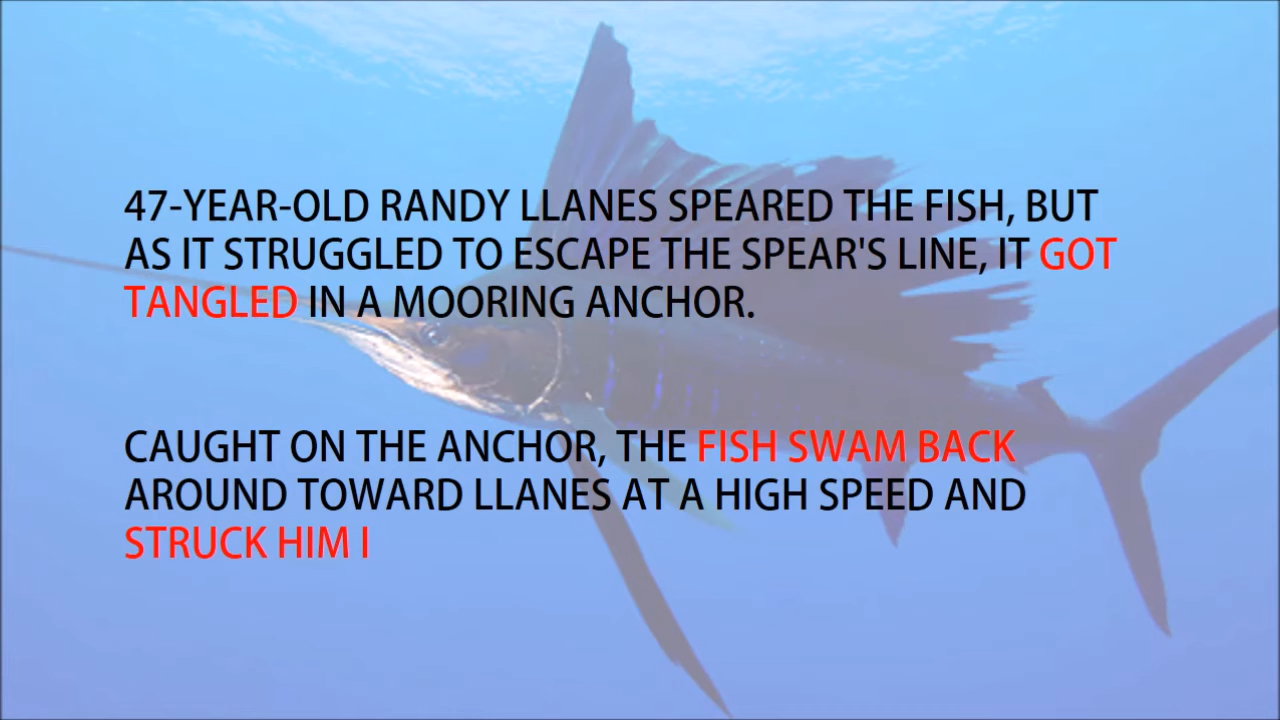 47-YEAR-OLD RANDY LLANES SPEARED THE FISH, BUT
AS IT STRUGGLED TO ESCAPE THE SPEAR'S LINE, IT GOT
TANGLED IN A MOORING ANCHOR.
CAUGHT ON THE ANCHOR, THE FISH SWAM BACK
AROUND TOWARD LLANES AT A HIGH SPEED AND
STRUCK HIM I